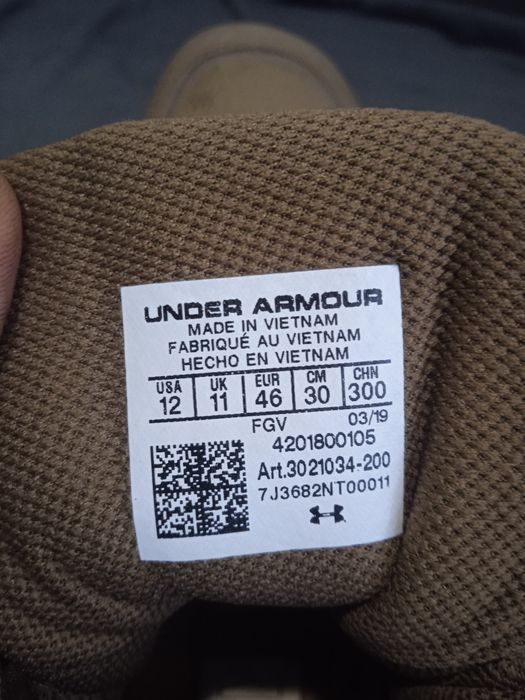 UNDER ARMOUR
MADE IN VIETNAM
FABRIQUÉ AU VIETNAM
HECHO EN VIETNAM
USA UK EUR CM CHN
12 11 46 30 300
FGV 03/19
4201800105
Art.3021034-200
7J3682NT00011